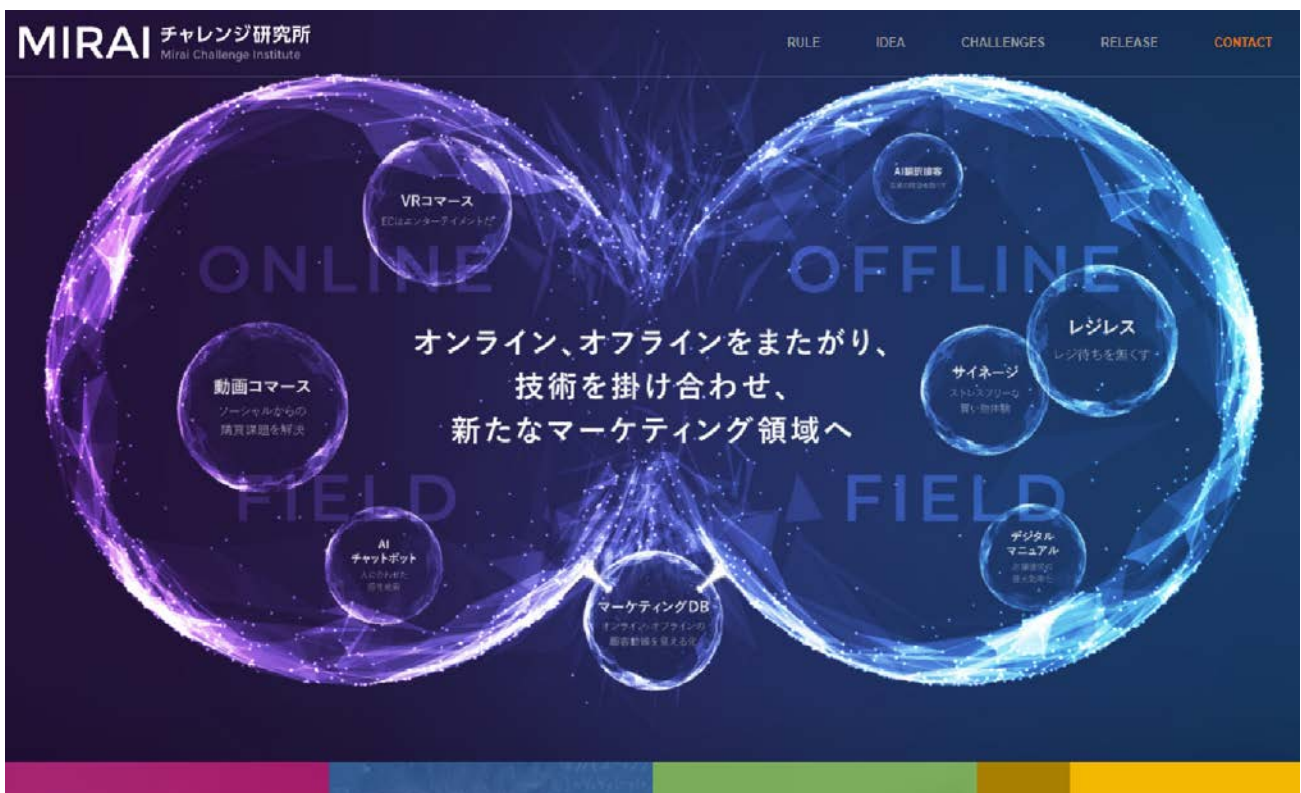 MIRAI チャレンジ研究所
Mirai Challenge Institute
RULE IDEA CHALLENGES RELEASE CONTACT
VRコマース
ECはエンターテイメントだ
AI翻訳接客
ONLINE
OFFLINE
オンライン、オフラインをまたがり、
技術を掛け合わせ、
新たなマーケティング領域へ
レジレス
レジ待ちを無くす
サイネージ
ストレスフリーな
買い物体験
動画コマース
ソーシャルからの
購買課題を解決
FIELD
FIELD
AI
チャットボット
人に合わせた
デジタル
マニュアル
マーケティングDB
オンライン、オフラインの
顧客動線を見える化